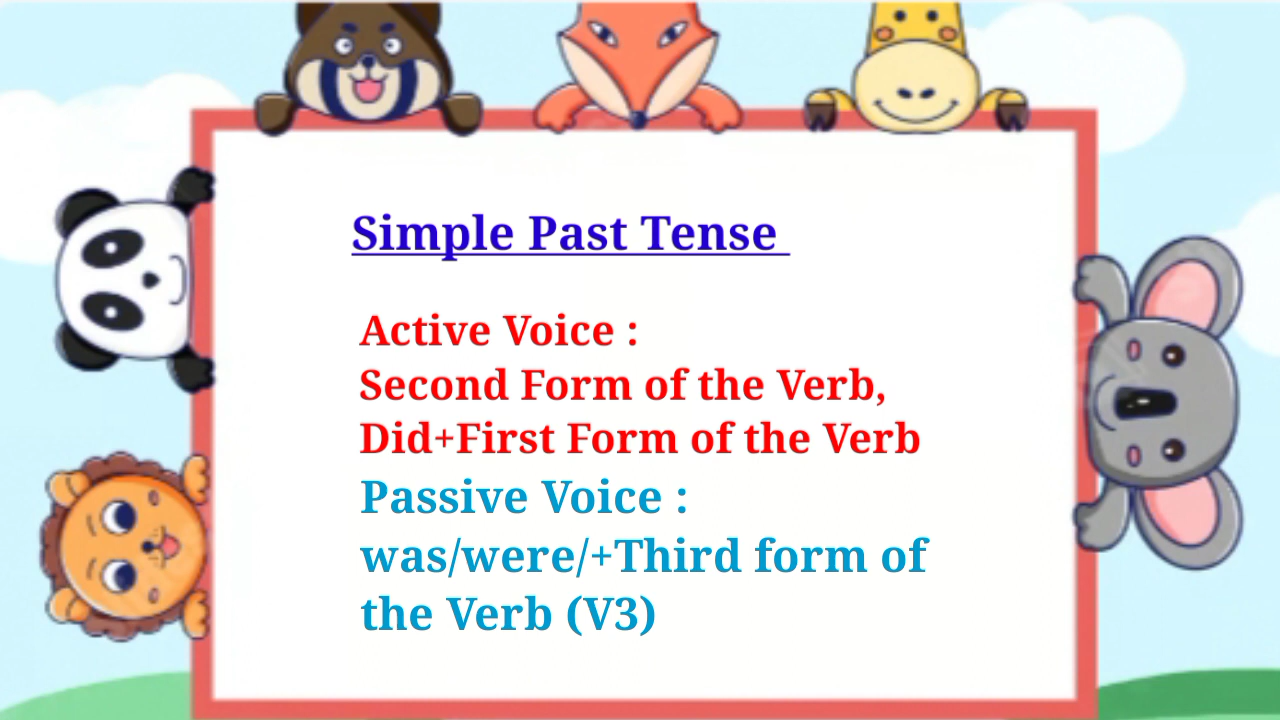 Simple Past Tense
Active Voice :
Second Form of the Verb,
Did+First Form of the Verb
Passive Voice :
was/were/+Third form of
the Verb (V3)